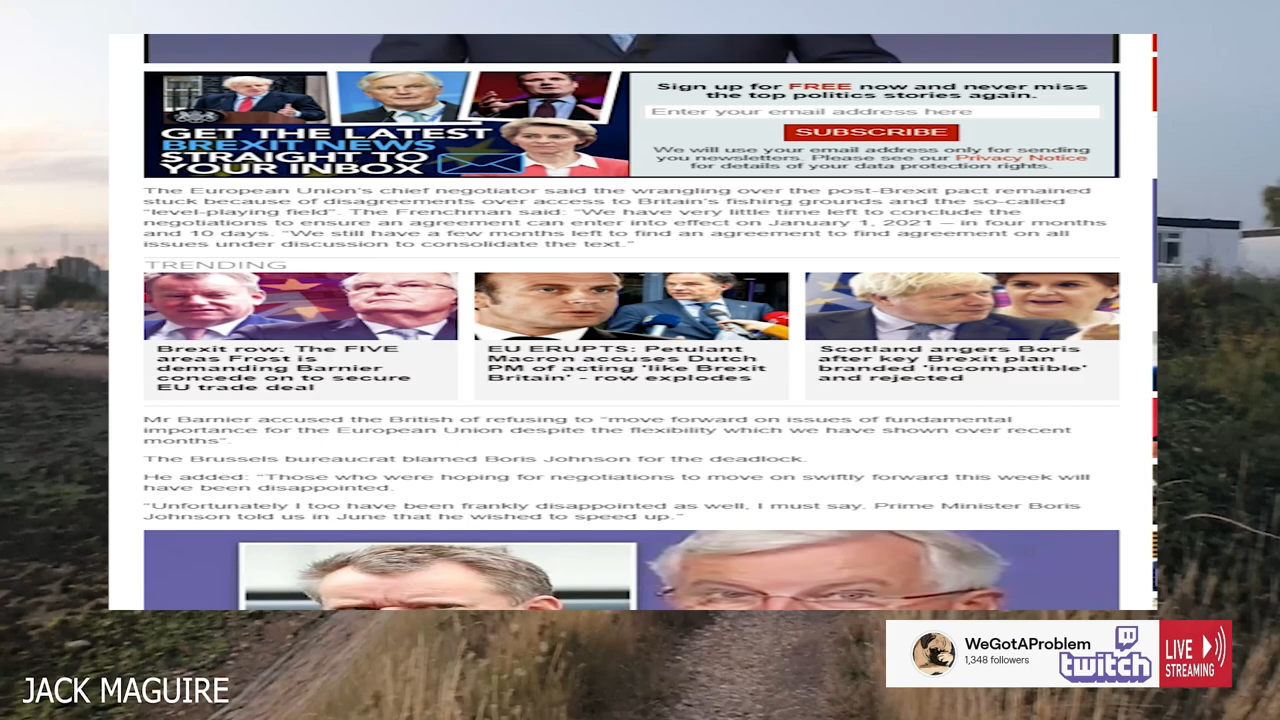 GET THE LATEST
BREXIT NEWS
STRAIGHT TO
YOUR INBOX
Sign up for FREE now and never miss
the top politics stories again.
Enter your email address here
SUBSCRIBE
We will use your email address only for sending
you newsletters. Please see our Privacy Notice
for details of your data protection rights.
The European Union's chief negotiator said the wrangling over the post-Brexit pact remained
stuck because of disagreements over access to Britain's fishing grounds and the so-called
"level-playing field". The Frenchman said: "We have very little time left to conclude the
negotiations to ensure an agreement can enter into effect on January 1, 2021 — in four months
and 10 days. "We still have a few months left to find an agreement to find agreement on all
issues under discussion to consolidate the text."
TRENDING
Brexit row: The FIVE
areas Frost is
demanding Barnier
concede on to secure
EU trade deal
EU ERUPTS: Petulant
Macron accuses Dutch
PM of acting 'like Brexit
Britain' - row explodes
Scotland angers Boris
after key Brexit plan
branded 'incompatible'
and rejected
Mr Barnier accused the British of refusing to "move forward on issues of fundamental
importance for the European Union despite the flexibility which we have shown over recent
months".
The Brussels bureaucrat blamed Boris Johnson for the deadlock.
He added: "Those who were hoping for negotiations to move on swiftly forward this week will
have been disappointed.
"Unfortunately I too have been frankly disappointed as well, I must say. Prime Minister Boris
Johnson told us in June that he wished to speed up."
WeGotAProblem
1,348 followers
twitch
LIVE
STREAMING
JACK MAGUIRE